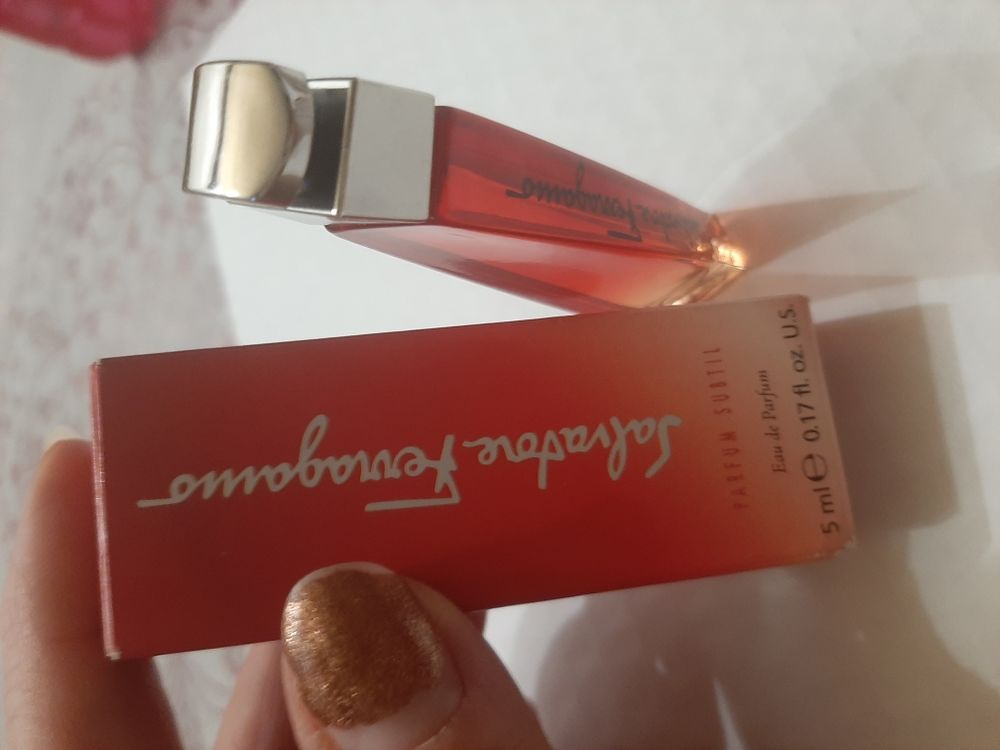 Salvatore Ferragamo
Salvatore Ferragamo
PARFUM SUBTIL
Eau de Parfum
5 ml ℮ 0.17 fl. oz. U.S.